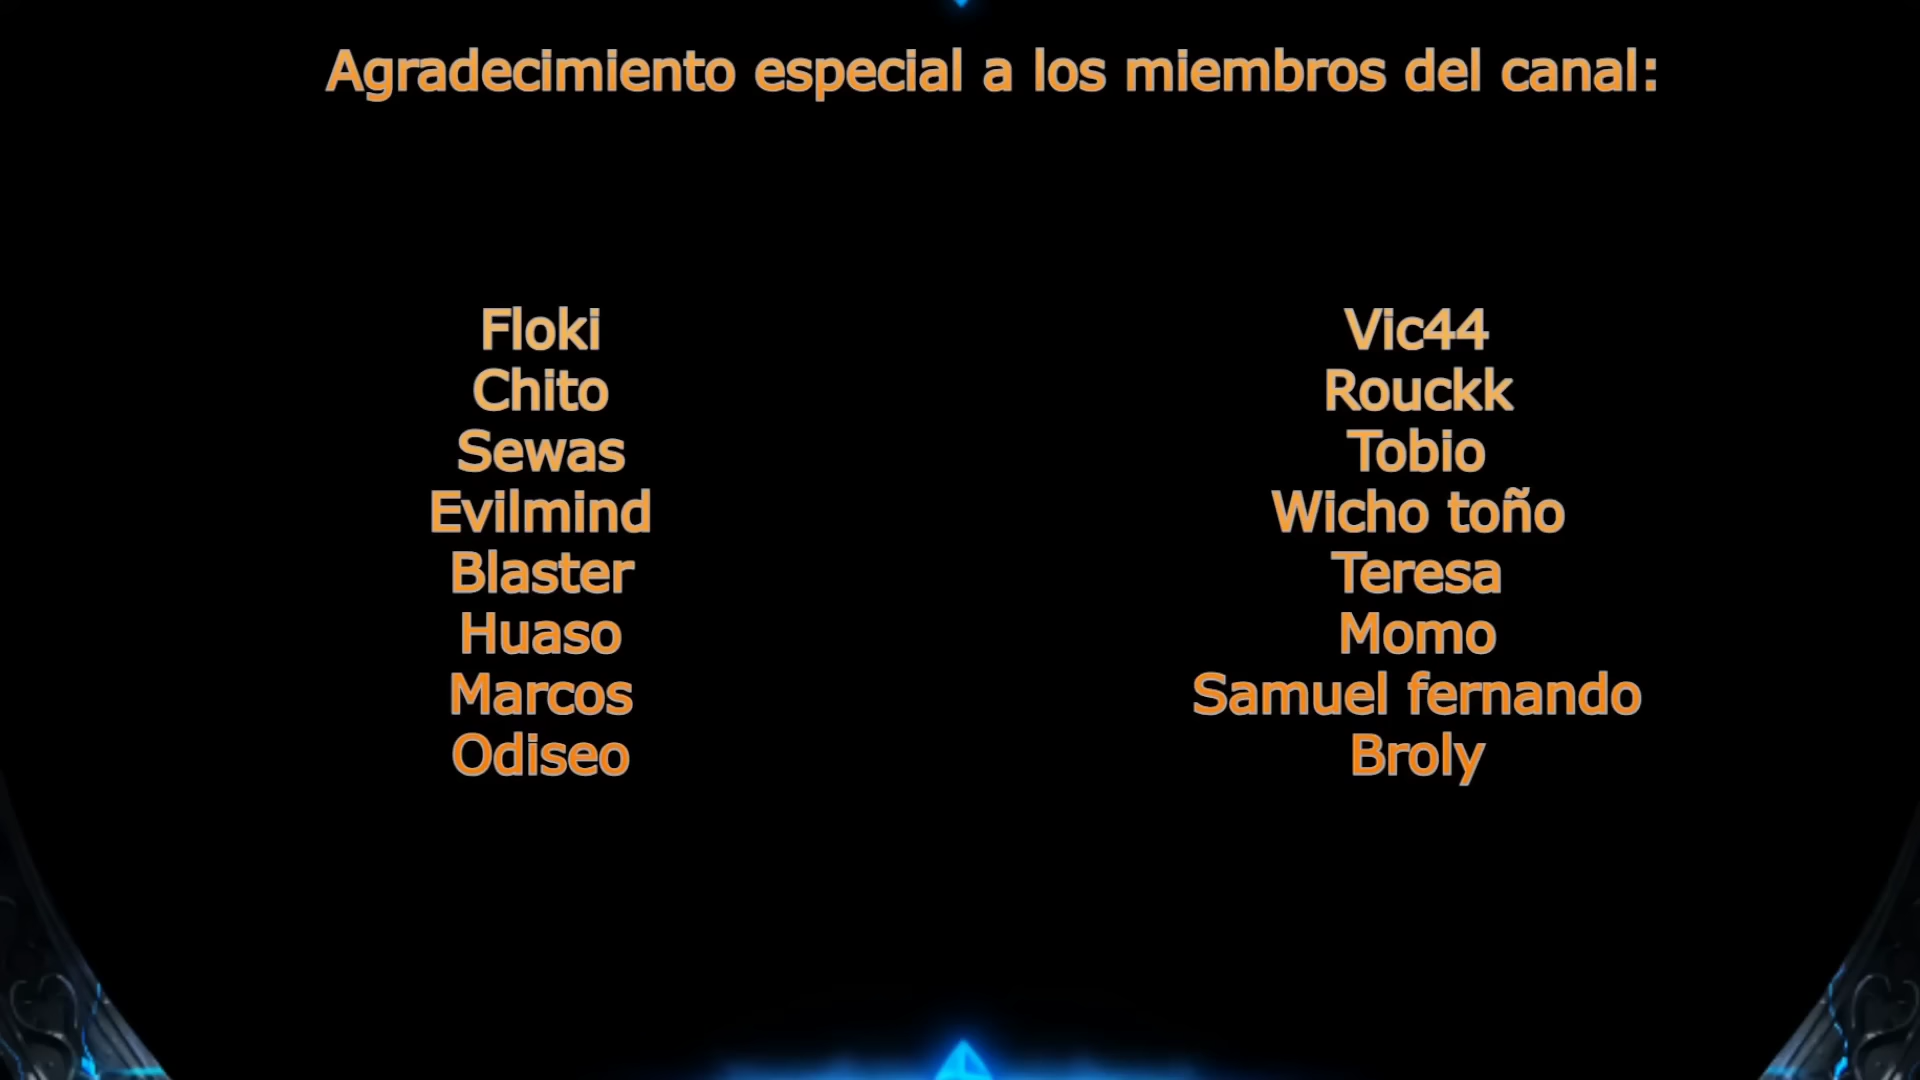 Agradecimiento especial a los miembros del canal:
Floki
Chito
Sewas
Evilmind
Blaster
Huaso
Marcos
Odiseo
Vic44
Rouckk
Tobio
Wicho toño
Teresa
Momo
Samuel fernando
Broly